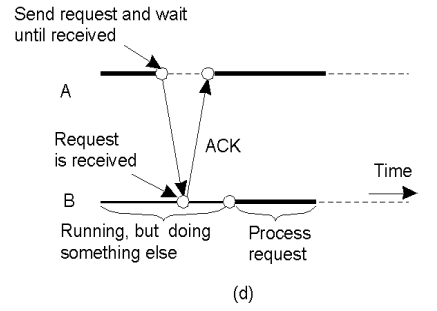 Send request and wait
until received
A
Request
is received
ACK
Time
B
Running, but doing
something else
Process
request
(d)